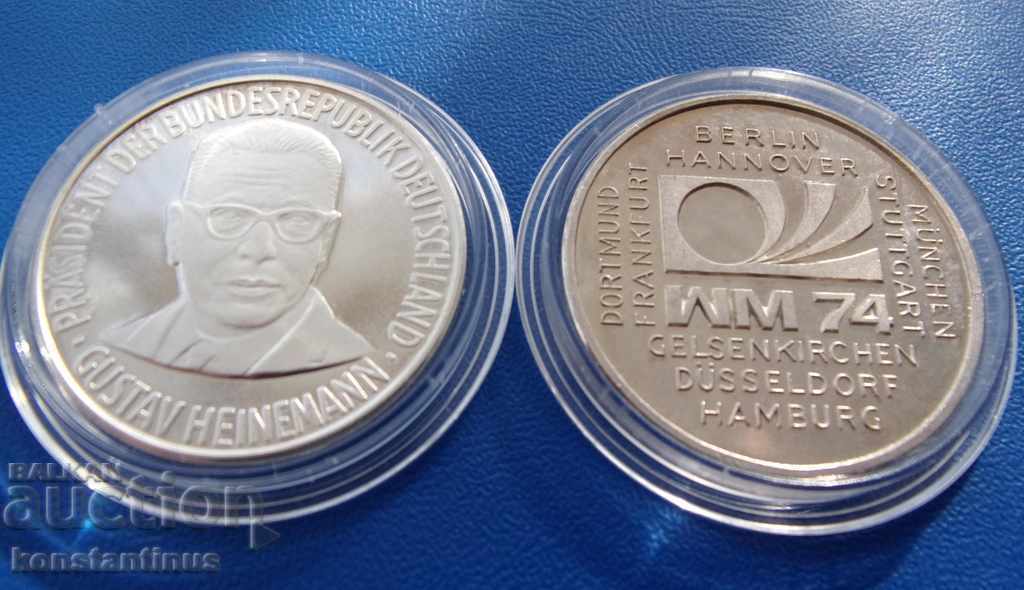 · PRÄSIDENT DER BUNDESREPUBLIK DEUTSCHLAND ·
GUSTAV HEINEMANN
BERLIN
HANNOVER
DORTMUND
FRANKFURT
MÜNCHEN
STUTTGART
WM 74
GELSENKIRCHEN
DÜSSELDORF
HAMBURG
BALKAN
auction
konstantinus